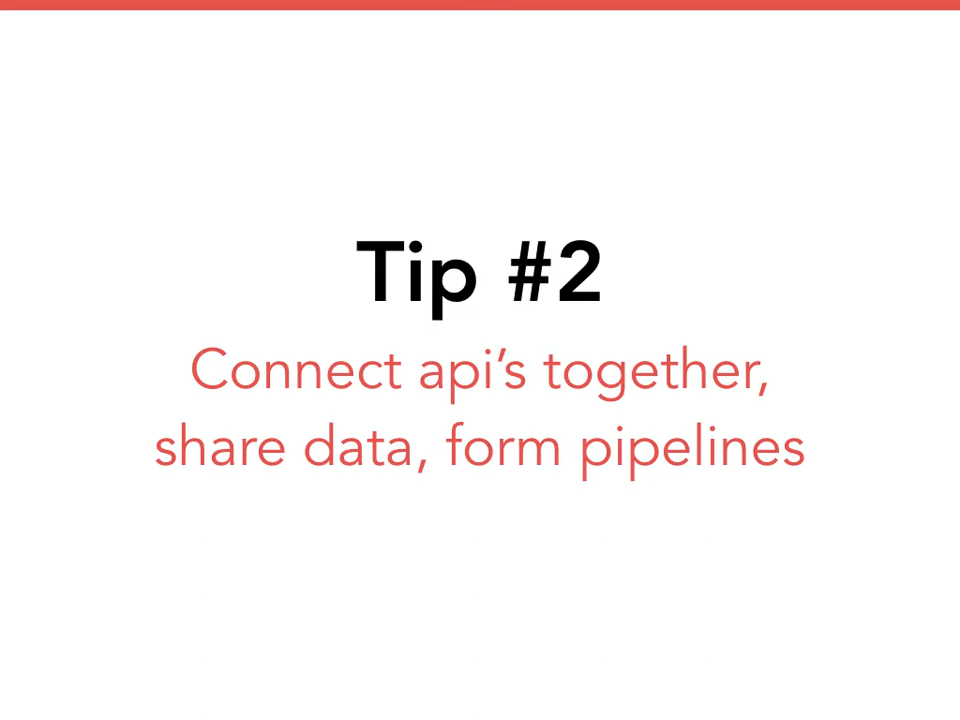 Tip #2
Connect api’s together,
share data, form pipelines